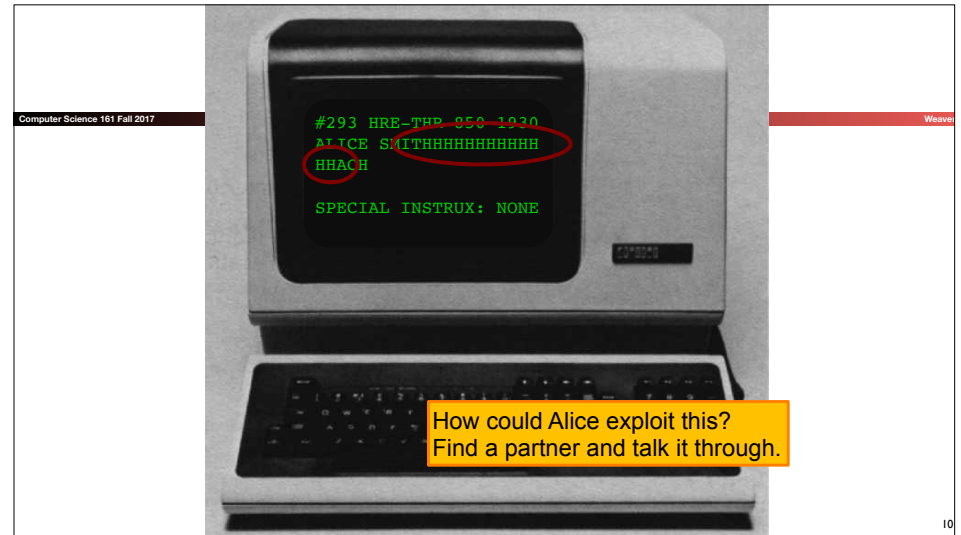 Computer Science 161 Fall 2017
Weaver
#293 HRE-THR 850 1930
ALICE SMITHHHHHHHHHHH
HHACH
SPECIAL INSTRUX: NONE
How could Alice exploit this?
Find a partner and talk it through.
10